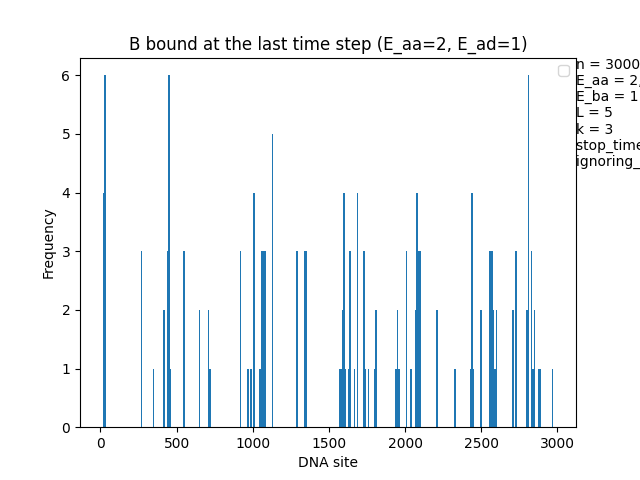 B bound at the last time step (E_aa=2, E_ad=1)
n = 3000
E_aa = 2,
E_ba = 1
L = 5
k = 3
stop_time
ignoring_
6
5
4
3
2
1
0
Frequency
0 500 1000 1500 2000 2500 3000
DNA site